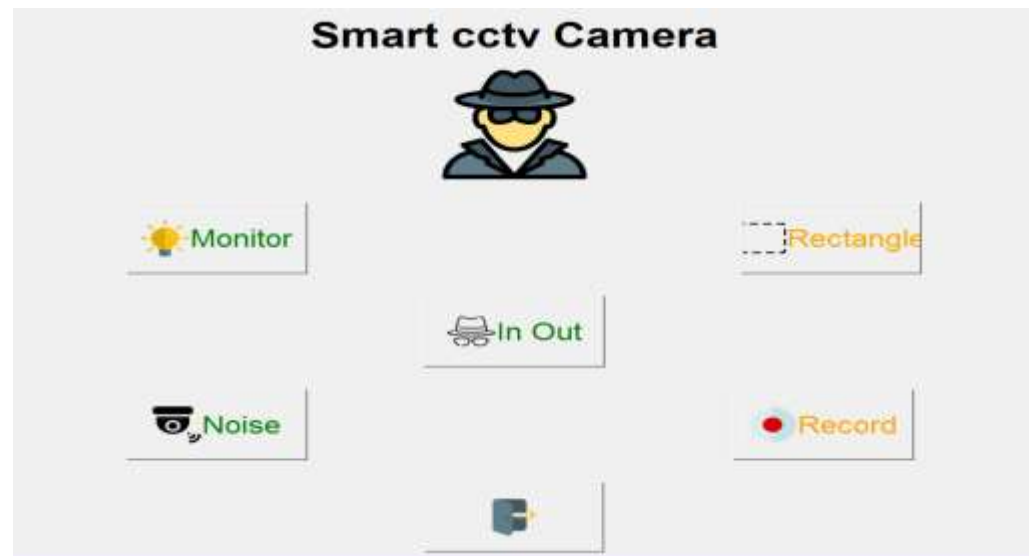 Smart cctv Camera
Monitor
Rectangle
In Out
Noise
Record